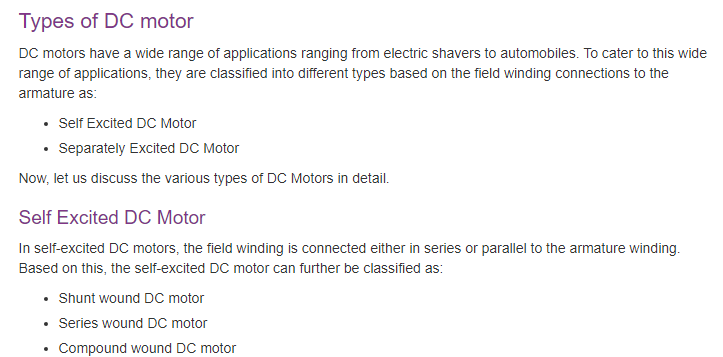 Types of DC motor
DC motors have a wide range of applications ranging from electric shavers to automobiles. To cater to this wide
range of applications, they are classified into different types based on the field winding connections to the
armature as:
• Self Excited DC Motor
• Separately Excited DC Motor
Now, let us discuss the various types of DC Motors in detail.
Self Excited DC Motor
In self-excited DC motors, the field winding is connected either in series or parallel to the armature winding.
Based on this, the self-excited DC motor can further be classified as:
• Shunt wound DC motor
• Series wound DC motor
• Compound wound DC motor